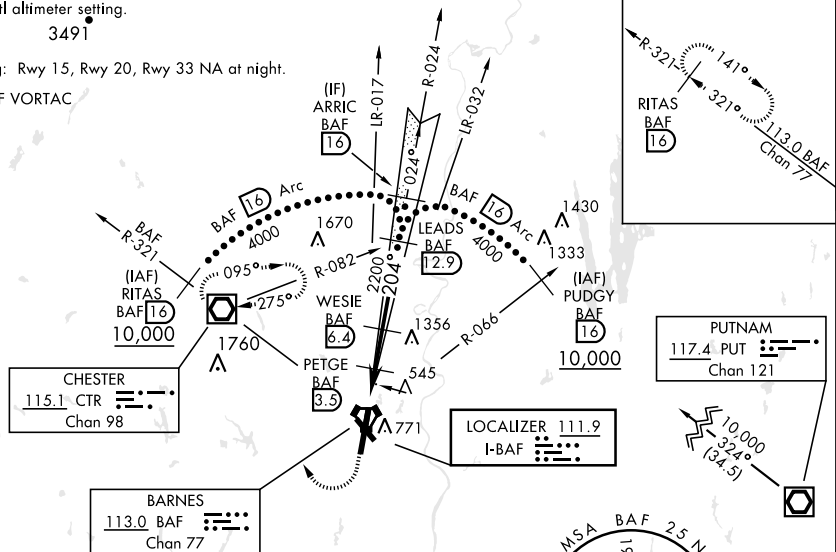 tl altimeter setting.
3491
g: Rwy 15, Rwy 20, Rwy 33 NA at night.
F VORTAC
(IF)
ARRIC
BAF
16
LR-017
R-024
LR-032
024°
R-321
141°
321°
RITAS
BAF
16
113.0 BAF
Chan 77
BAF 16 Arc
4000
BAF 16 Arc
4000
1670
1430
1333
LEADS
BAF
12.9
BAF
R-321
(IAF)
RITAS
BAF 16
10,000
095°
275°
R-082
2200
204°
WESIE
BAF
6.4
1356
R-066
(IAF)
PUDGY
BAF
16
10,000
1760
PETGE
BAF
3.5
545
771
CHESTER
115.1 CTR
Chan 98
PUTNAM
117.4 PUT
Chan 121
LOCALIZER 111.9
I-BAF
10,000
324°
(34.5)
BARNES
113.0 BAF
Chan 77
MSA BAF 25 N